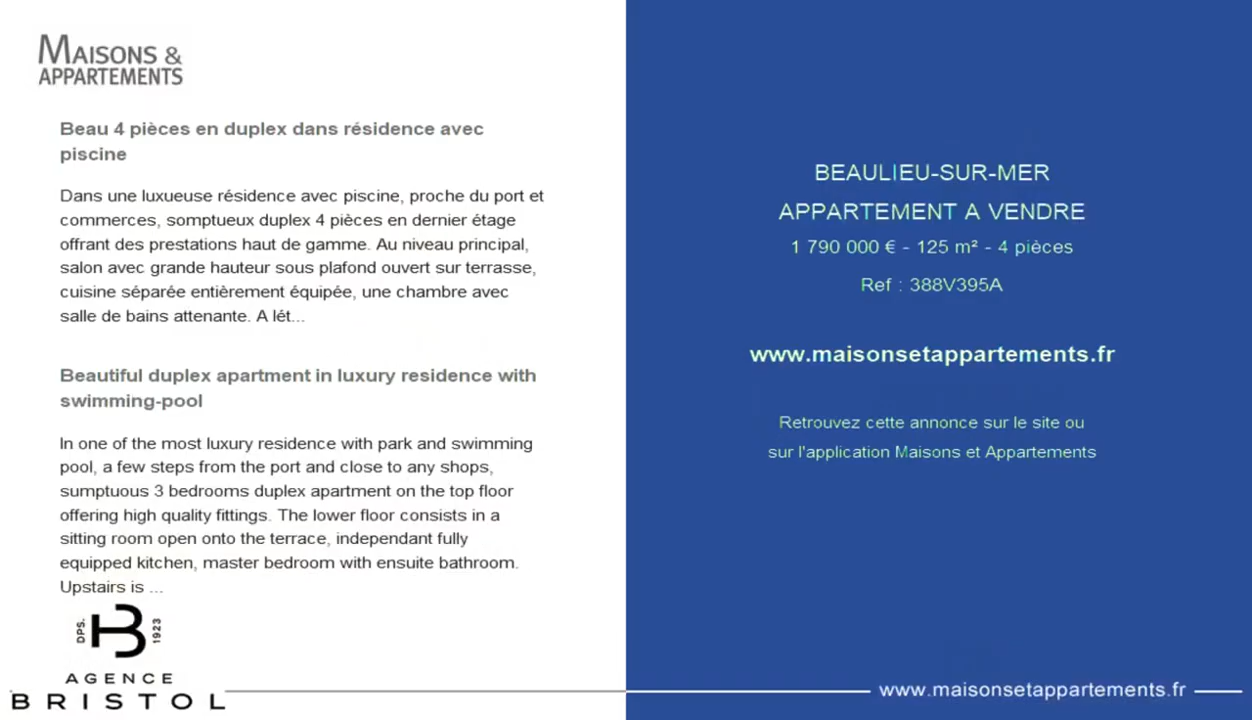 MAISONS &
APPARTEMENTS
Beau 4 pièces en duplex dans résidence avec
piscine
Dans une luxueuse résidence avec piscine, proche du port et
commerces, somptueux duplex 4 pièces en dernier étage
offrant des prestations haut de gamme. Au niveau principal,
salon avec grande hauteur sous plafond ouvert sur terrasse,
cuisine séparée entièrement équipée, une chambre avec
salle de bains attenante. A lét...
Beautiful duplex apartment in luxury residence with
swimming-pool
In one of the most luxury residence with park and swimming
pool, a few steps from the port and close to any shops,
sumptuous 3 bedrooms duplex apartment on the top floor
offering high quality fittings. The lower floor consists in a
sitting room open onto the terrace, independant fully
equipped kitchen, master bedroom with ensuite bathroom.
Upstairs is ...
DPS. B 1923
AGENCE
BRISTOL
BEAULIEU-SUR-MER
APPARTEMENT A VENDRE
1 790 000 € - 125 m² - 4 pièces
Ref : 388V395A
www.maisonsetappartements.fr
Retrouvez cette annonce sur le site ou
sur l'application Maisons et Appartements
www.maisonsetappartements.fr